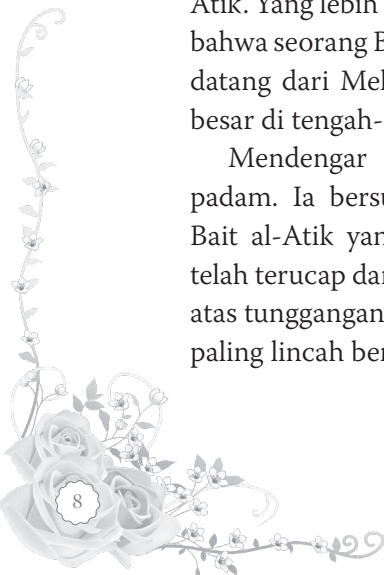 Atik. Yang lebih
bahwa seorang B
datang dari Mek
besar di tengah-
Mendengar
padam. Ia bersu
Bait al-Atik yan
telah terucap dar
atas tunggangan
paling lincah ber
8